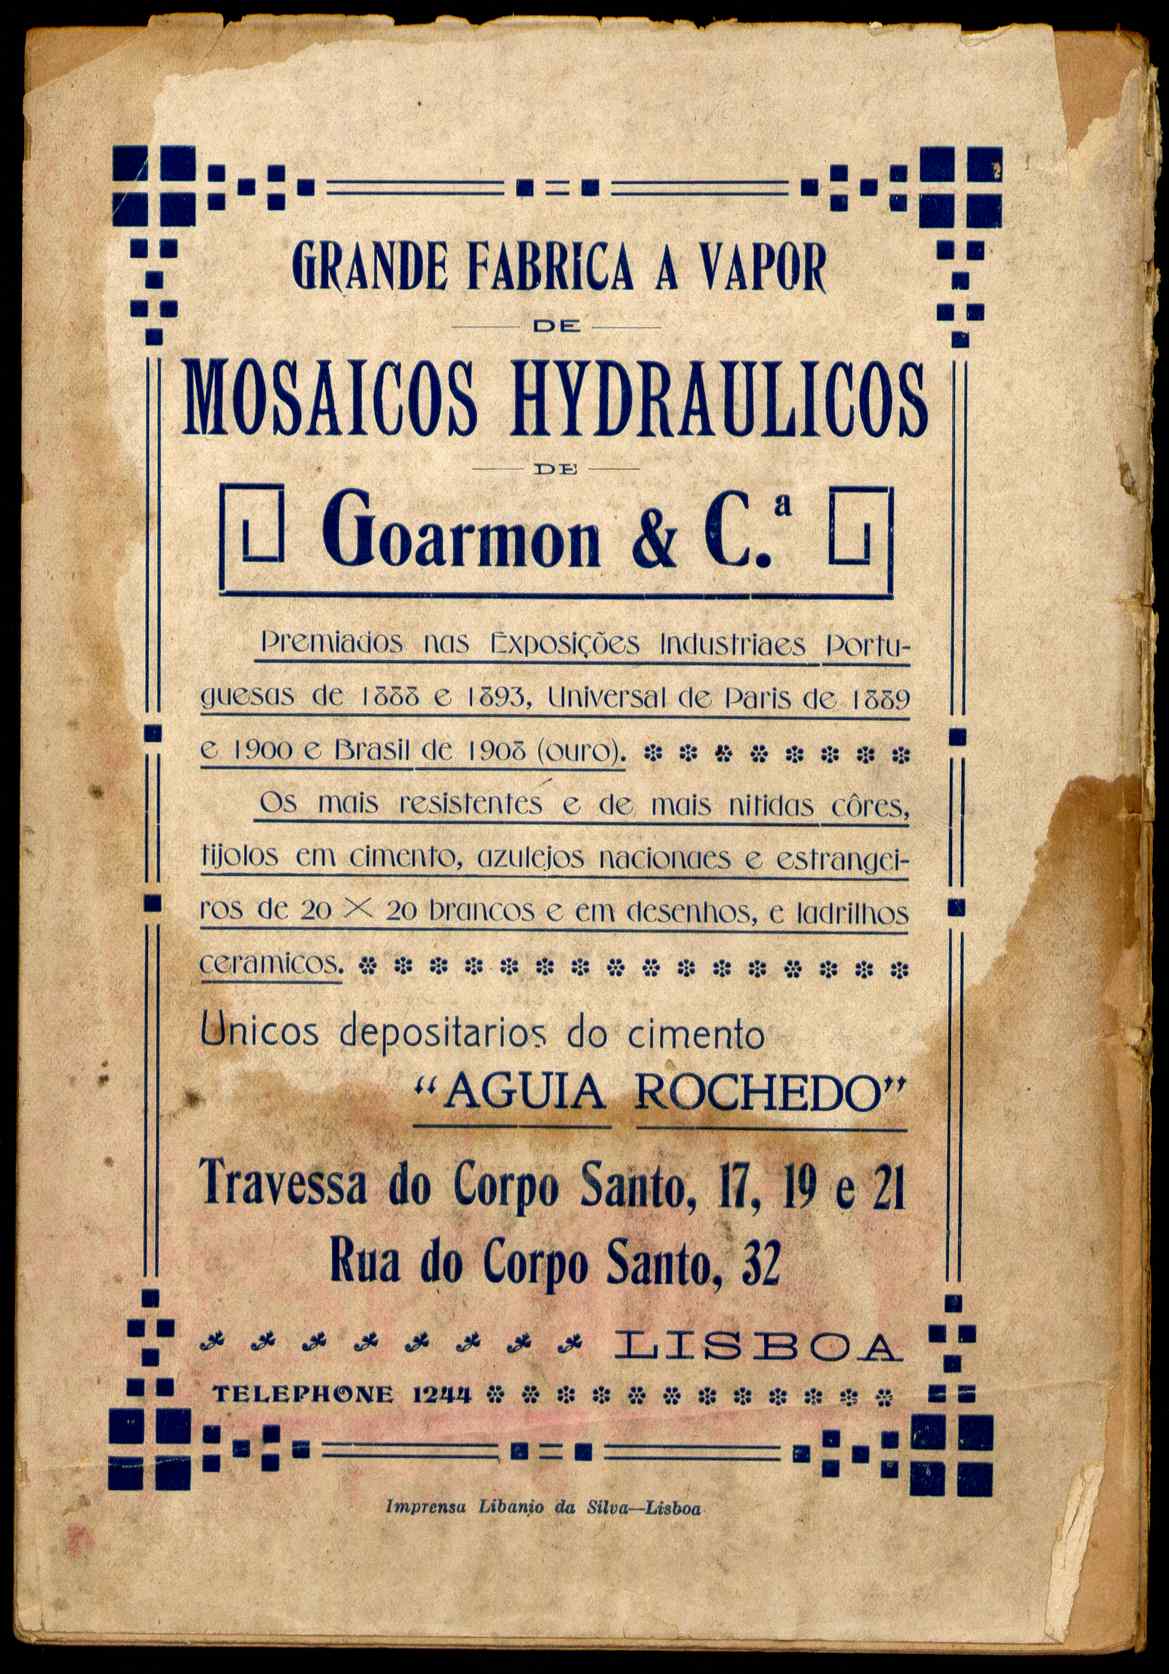 GRANDE FABRICA A VAPOR
DE
MOSAICOS HYDRAULICOS
DE
Goarmon & C.ª
Premiados nas Exposições Industriaes Portu-
guesas de 1888 e 1893, Universal de Paris de 1889
e 1900 e Brasil de 1908 (ouro).
Os mais resistentes e de mais nitidas côres,
tijolos em cimento, azulejos nacionaes e estrangei-
ros de 20 × 20 brancos e em desenhos, e ladrilhos
ceramicos.
Unicos depositarios do cimento
“AGUIA ROCHEDO”
Travessa do Corpo Santo, 17, 19 e 21
Rua do Corpo Santo, 32
LISBOA
TELEPHONE 1244
Imprensa Libanio da Silva—Lisboa